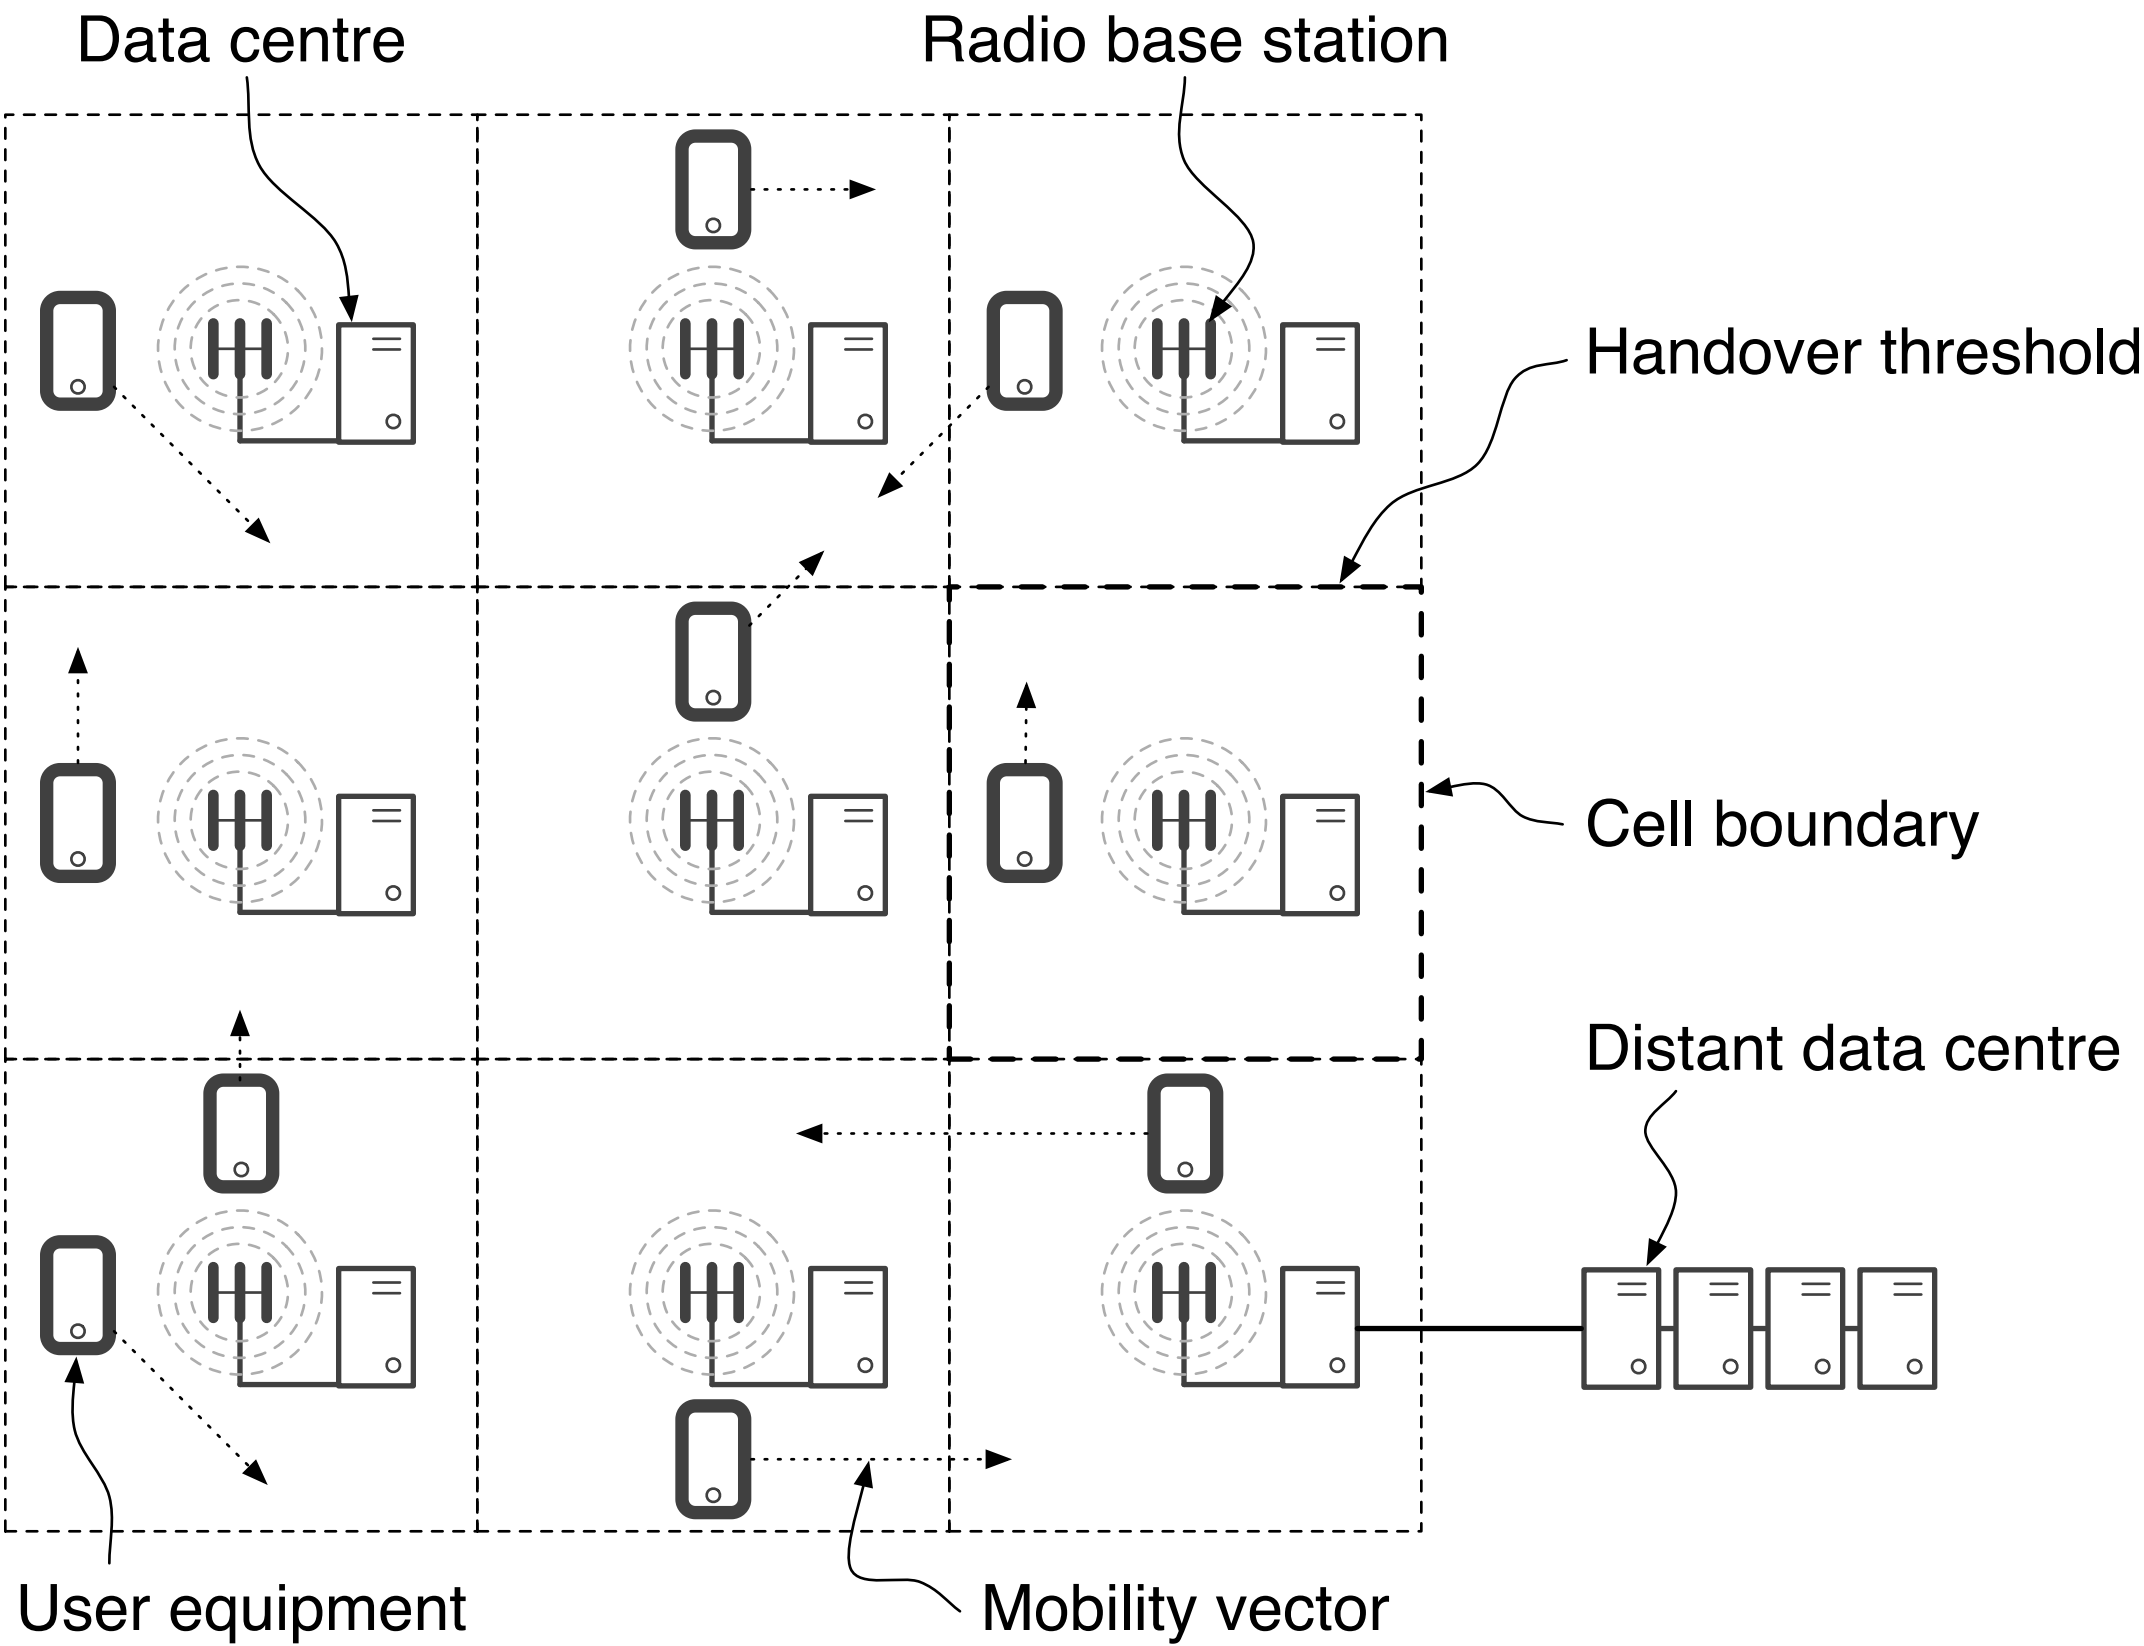 Data centre
Radio base station
Handover threshold
Cell boundary
Distant data centre
User equipment
Mobility vector